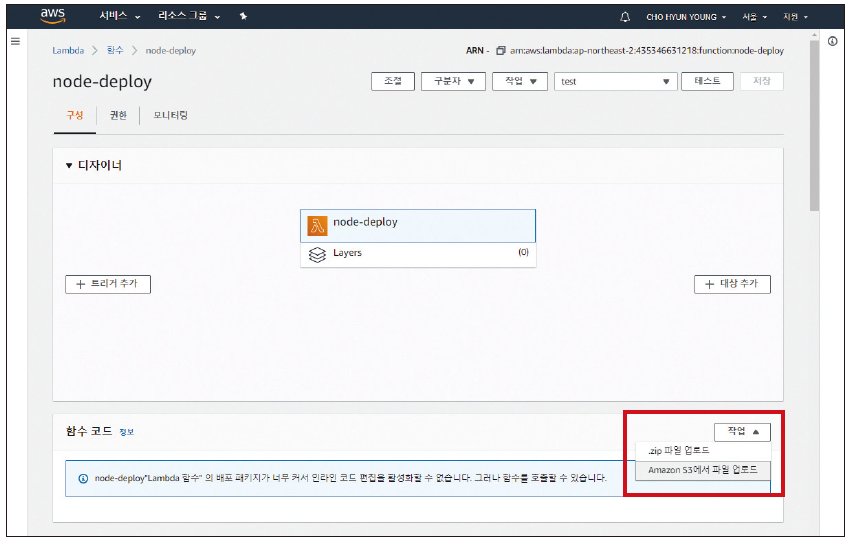 aws 서비스 리소스 그룹 CHO HYUN YOUNG 서울 지원
Lambda > 함수 > node-deploy ARN - arn:aws:lambda:ap-northeast-2:435346631218:function:node-deploy
node-deploy 조절 구분자 작업 test 테스트 저장
구성 권한 모니터링
디자이너
node-deploy
Layers (0)
+ 트리거 추가 + 대상 추가
함수 코드 정보 작업
.zip 파일 업로드
Amazon S3에서 파일 업로드
node-deploy"Lambda 함수" 의 배포 패키지가 너무 커서 인라인 코드 편집을 활성화할 수 없습니다. 그러나 함수를 호출할 수 있습니다.